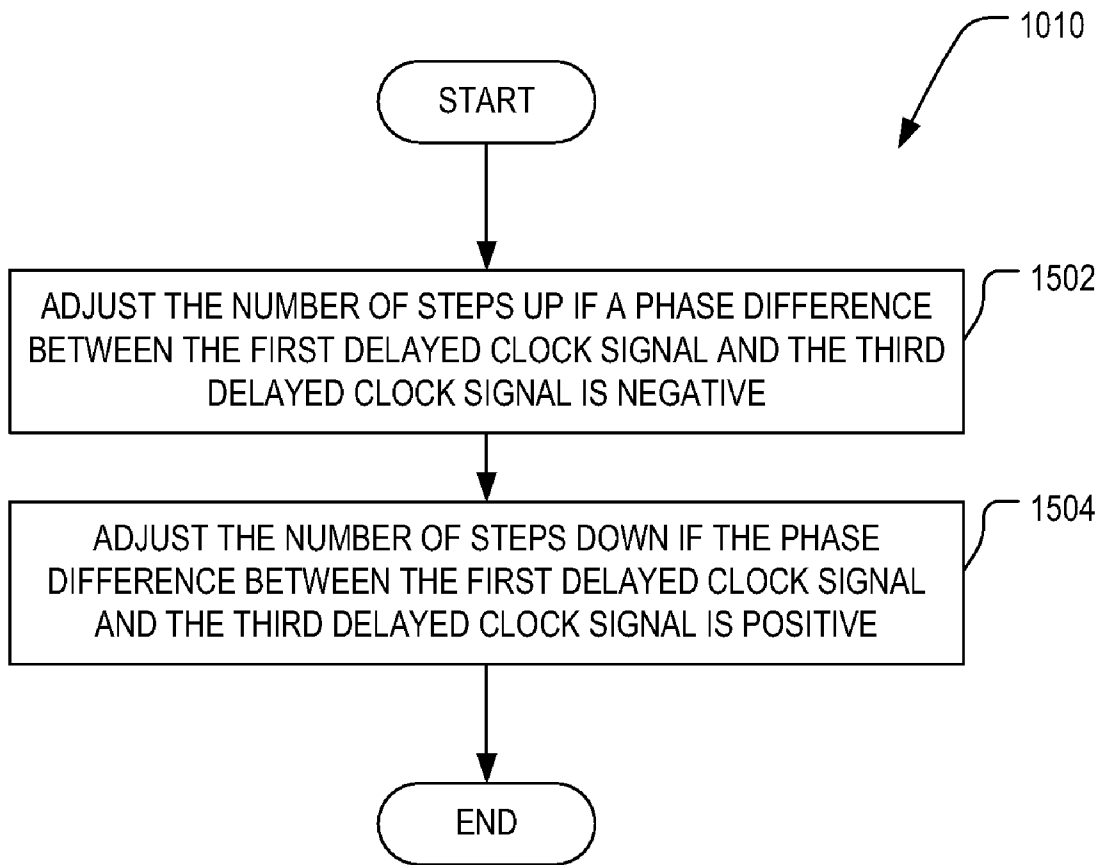 1010
START
1502
ADJUST THE NUMBER OF STEPS UP IF A PHASE DIFFERENCE
BETWEEN THE FIRST DELAYED CLOCK SIGNAL AND THE THIRD
DELAYED CLOCK SIGNAL IS NEGATIVE
1504
ADJUST THE NUMBER OF STEPS DOWN IF THE PHASE
DIFFERENCE BETWEEN THE FIRST DELAYED CLOCK SIGNAL
AND THE THIRD DELAYED CLOCK SIGNAL IS POSITIVE
END